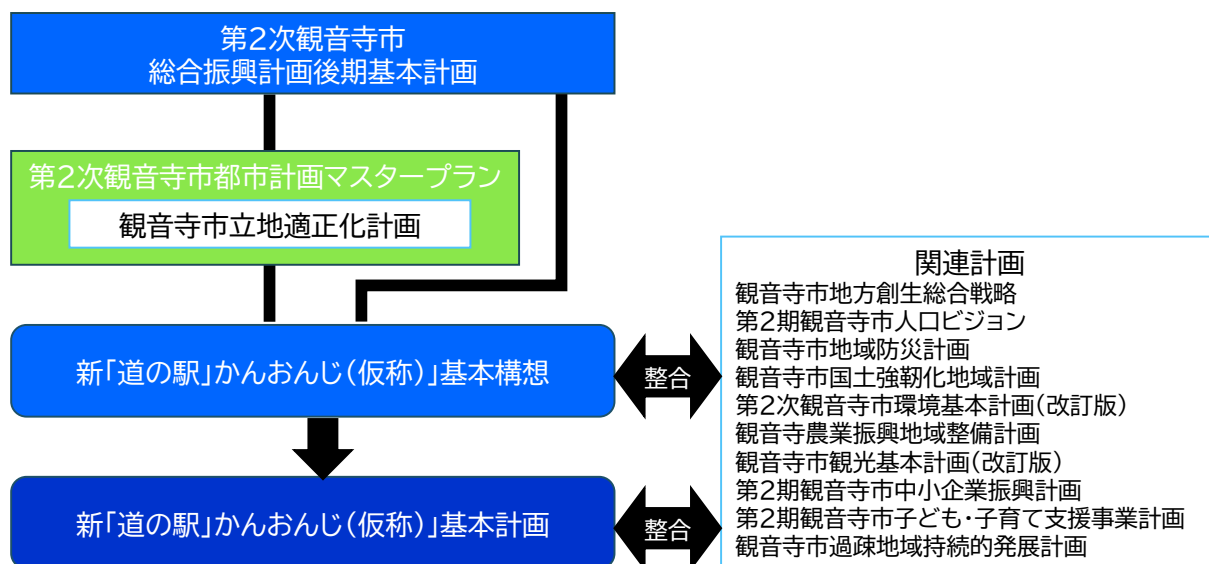 第2次観音寺市
総合振興計画後期基本計画
第2次観音寺市都市計画マスタープラン
観音寺市立地適正化計画
新「道の駅」かんおんじ(仮称)」基本構想
整合
新「道の駅」かんおんじ(仮称)基本計画
整合
関連計画
観音寺市地方創生総合戦略
第2期観音寺市人口ビジョン
観音寺市地域防災計画
観音寺市国土強靭化地域計画
第2次観音寺市環境基本計画(改訂版)
観音寺農業振興地域整備計画
観音寺市観光基本計画(改訂版)
第2期観音寺市中小企業振興計画
第2期観音寺市子ども・子育て支援事業計画
観音寺市過疎地域持続的発展計画